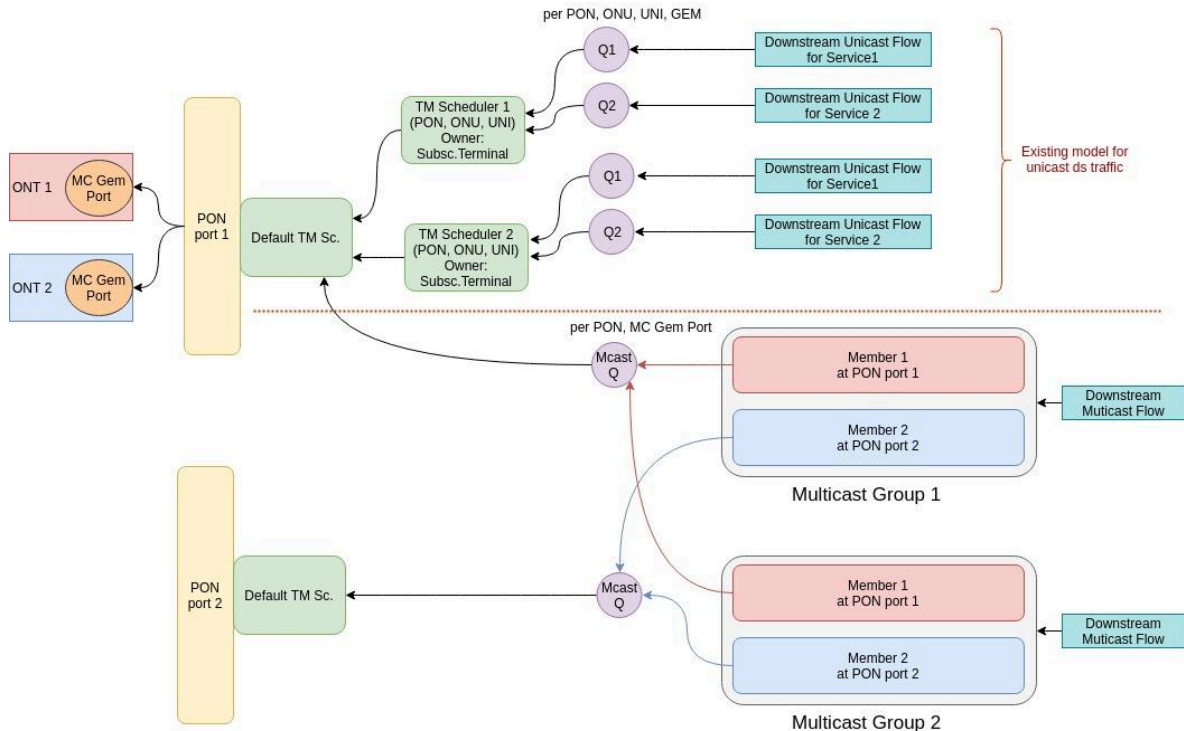 per PON, ONU, UNI, GEM
Q1
Downstream Unicast Flow
for Service1
Q2
Downstream Unicast Flow
for Service 2
TM Scheduler 1
(PON, ONU, UNI)
Owner:
Subsc.Terminal
Existing model for
unicast ds traffic
Q1
Downstream Unicast Flow
for Service1
Q2
Downstream Unicast Flow
for Service 2
TM Scheduler 2
(PON, ONU, UNI)
Owner:
Subsc.Terminal
ONT 1
MC Gem
Port
ONT 2
MC Gem
Port
PON
port 1
Default TM Sc.
per PON, MC Gem Port
Mcast
Q
Member 1
at PON port 1
Member 2
at PON port 2
Downstream
Muticast Flow
Multicast Group 1
PON
port 2
Default TM Sc.
Mcast
Q
Member 1
at PON port 1
Member 2
at PON port 2
Downstream
Muticast Flow
Multicast Group 2